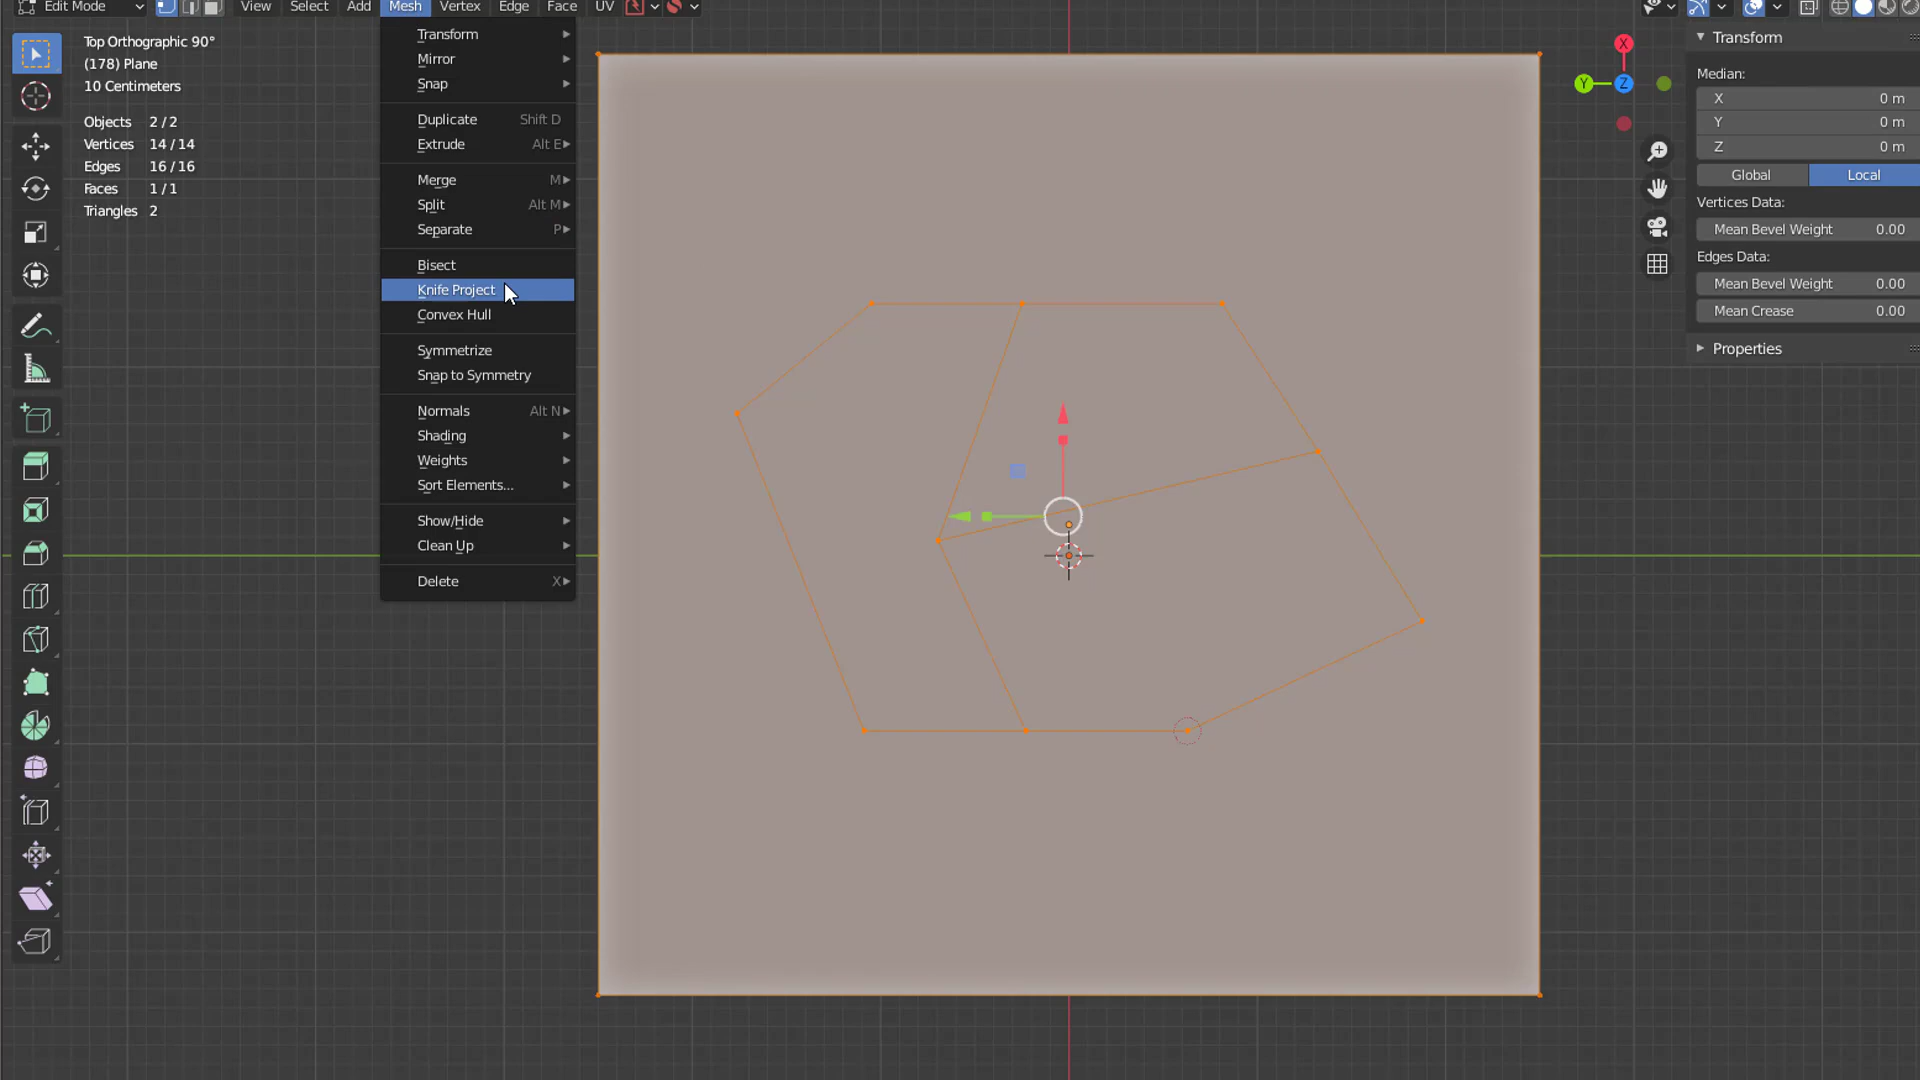 Edit Mode View Select Add Mesh Vertex Edge Face UV
Top Orthographic 90°
(178) Plane
10 Centimeters
Objects 2 / 2
Vertices 14 / 14
Edges 16 / 16
Faces 1 / 1
Triangles 2
Transform
Mirror
Snap
Duplicate Shift D
Extrude Alt E
Merge M
Split Alt M
Separate P
Bisect
Knife Project
Convex Hull
Symmetrize
Snap to Symmetry
Normals Alt N
Shading
Weights
Sort Elements...
Show/Hide
Clean Up
Delete X
X
Y
Z
Transform
Median:
X 0 m
Y 0 m
Z 0 m
Global Local
Vertices Data:
Mean Bevel Weight 0.00
Edges Data:
Mean Bevel Weight 0.00
Mean Crease 0.00
Properties